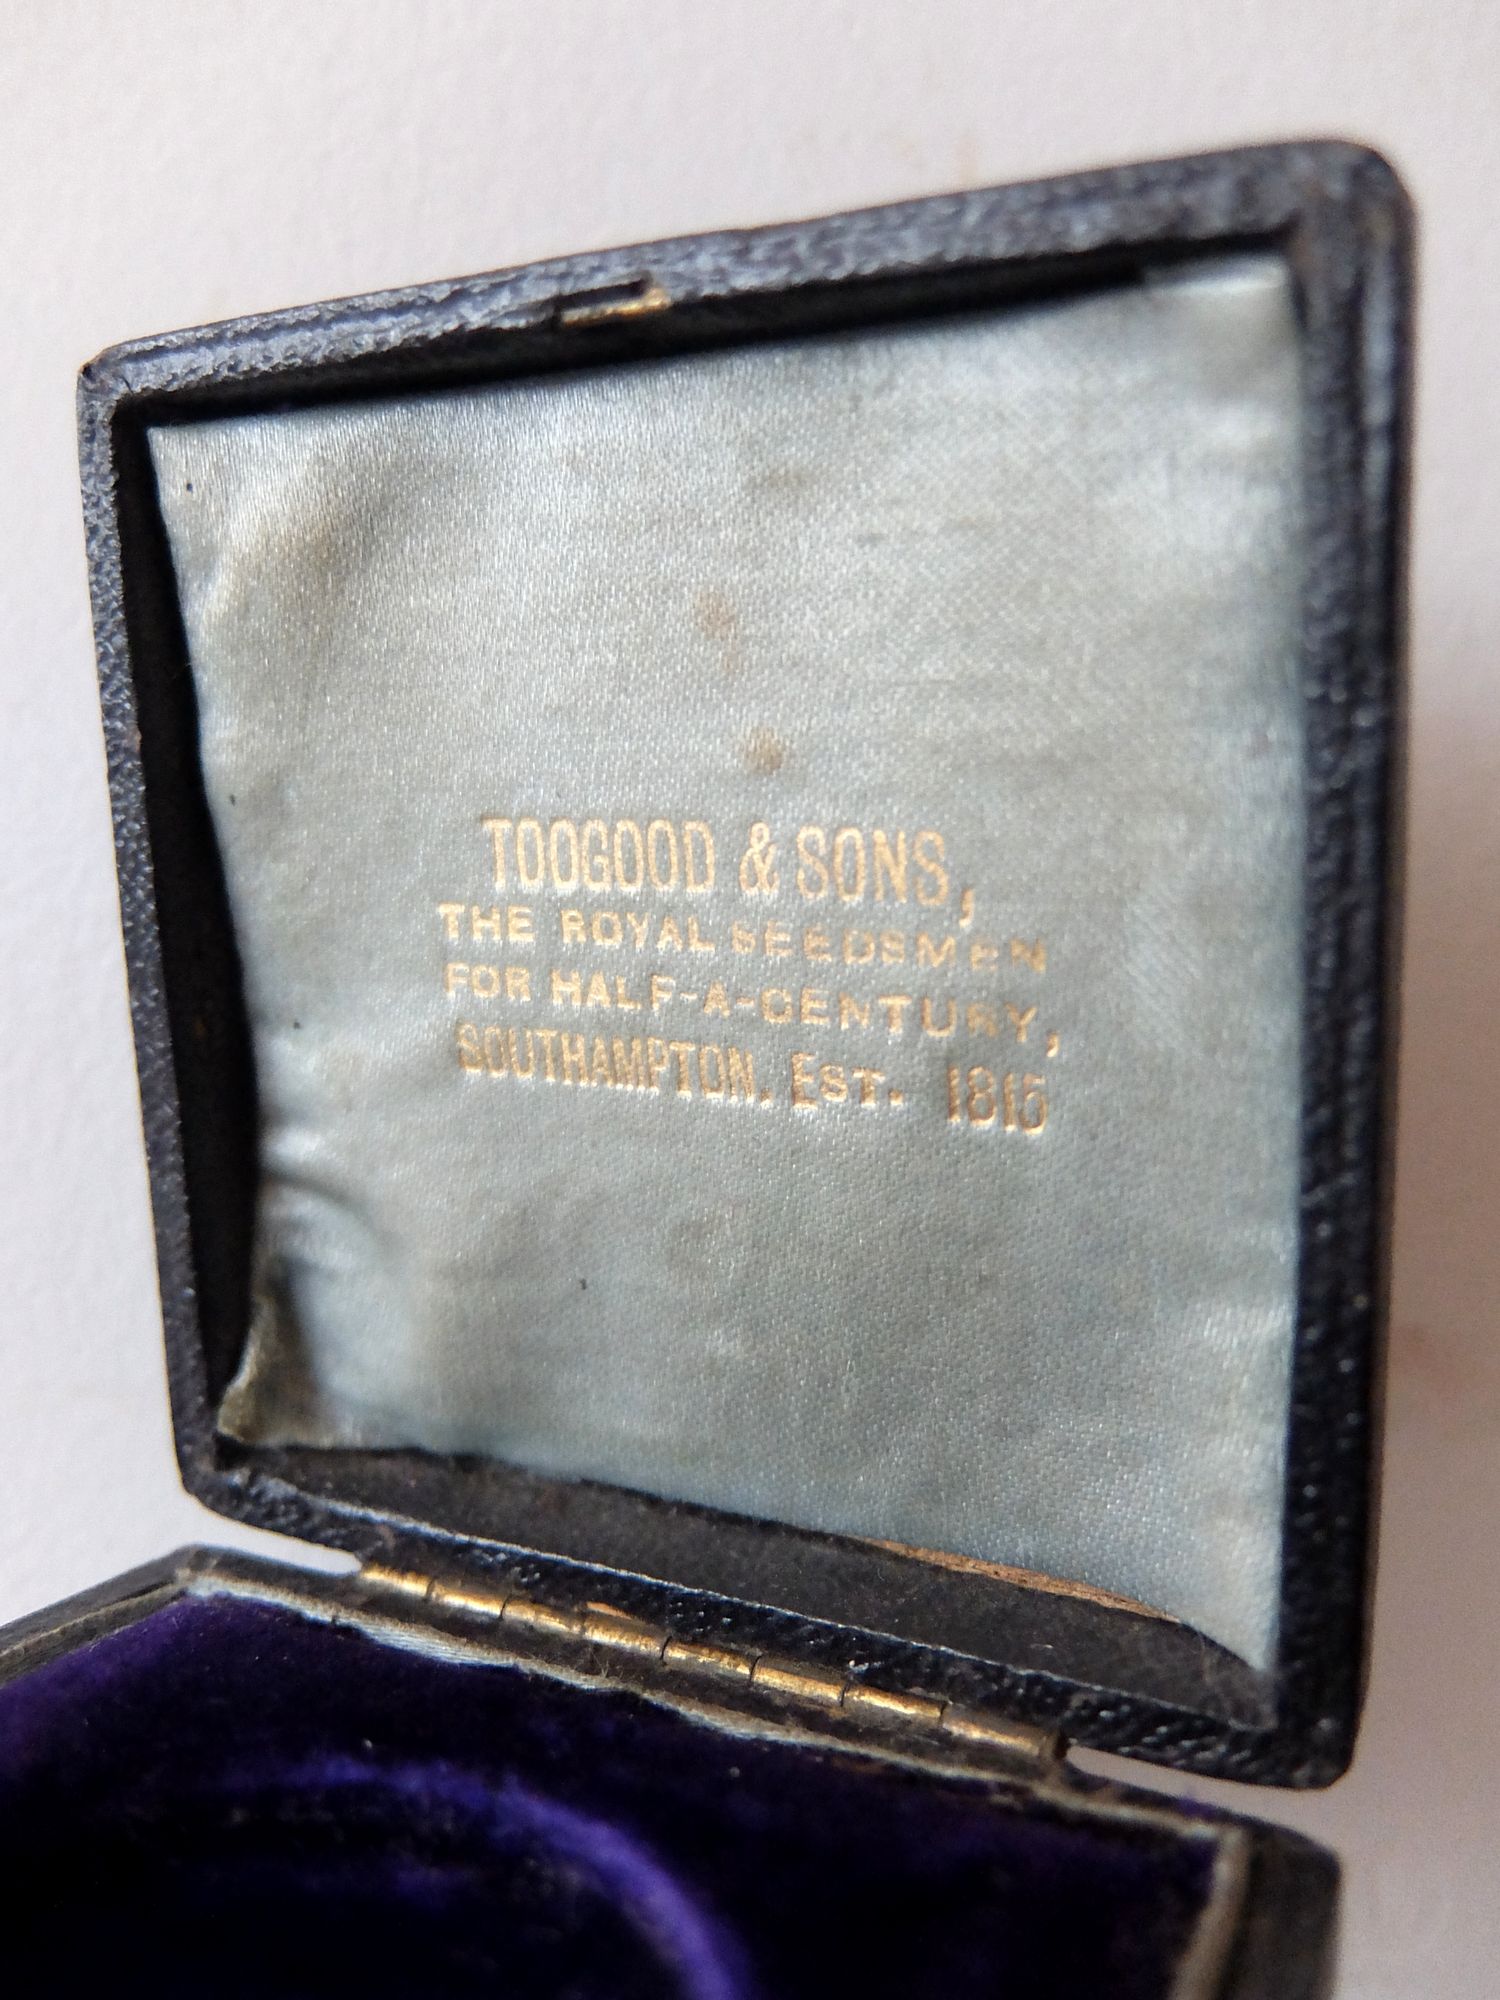 TOOGOOD & SONS,
THE ROYAL SEEDSMEN
FOR HALF-A-CENTURY,
SOUTHAMPTON. EST. 1815